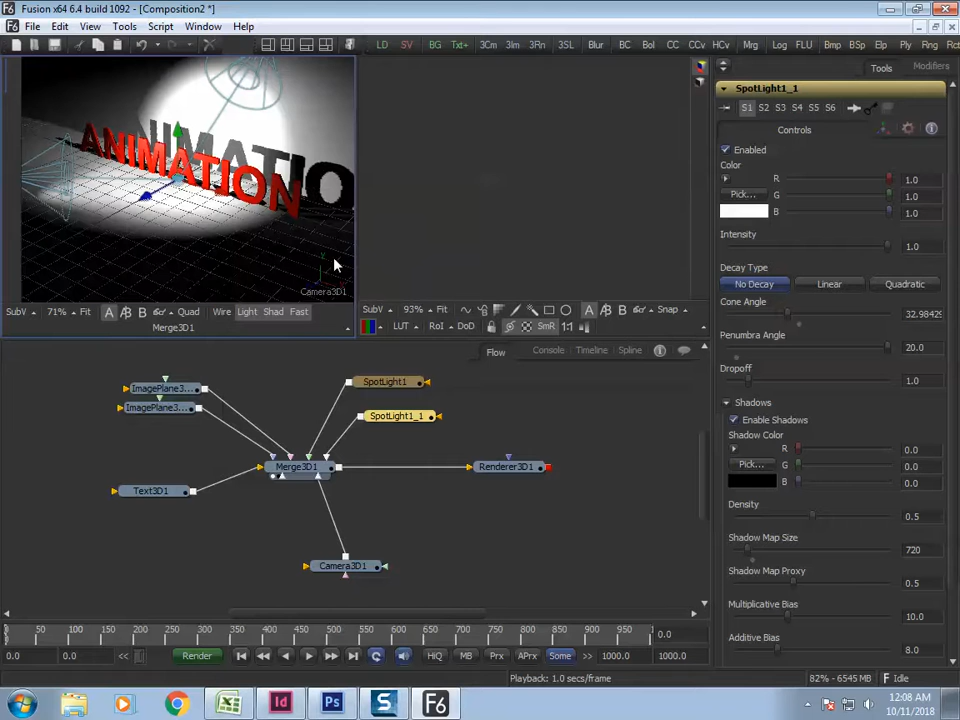 Fusion x64 6.4 build 1092 - [Composition2 *]
File Edit View Tools Script Window Help
LD SV BG Txt+ 3Cm 3Im 3Rn 3SL Blur BC Bol CC CCv HCv Mrg Log FLU Bmp BSp Elp Ply Rng Rct
Tools Modifiers
SpotLight1_1
S1 S2 S3 S4 S5 S6
Controls
Enabled
Color
R 1.0
Pick... G 1.0
B 1.0
Intensity
1.0
Decay Type
No Decay Linear Quadratic
Cone Angle
32.98429
Penumbra Angle
20.0
Dropoff
1.0
Shadows
Enable Shadows
Shadow Color
R 0.0
Pick... G 0.0
B 0.0
Density
0.5
Shadow Map Size
720
Shadow Map Proxy
0.5
Multiplicative Bias
10.0
Additive Bias
8.0
ANIMATION
NIMATIO
Camera3D1
SubV 71% Fit A B Quad Wire Light Shad Fast
Merge3D1
SubV 93% Fit A B Snap
LUT RoI DoD SmR 1:1
Flow Console Timeline Spline
ImagePlane3...
ImagePlane3...
SpotLight1
SpotLight1_1
Merge3D1
Renderer3D1
Text3D1
Camera3D1
0 50 100 150 200 250 300 350 400 450 500 550 600 650 700 750 800 850 900 950 0.0
0.0 0.0 << Render HiQ MB Prx APrx Some >> 1000.0 1000.0
Playback: 1.0 secs/frame 82% - 6545 MB Idle
Id Ps S F6
12:08 AM
10/11/2018